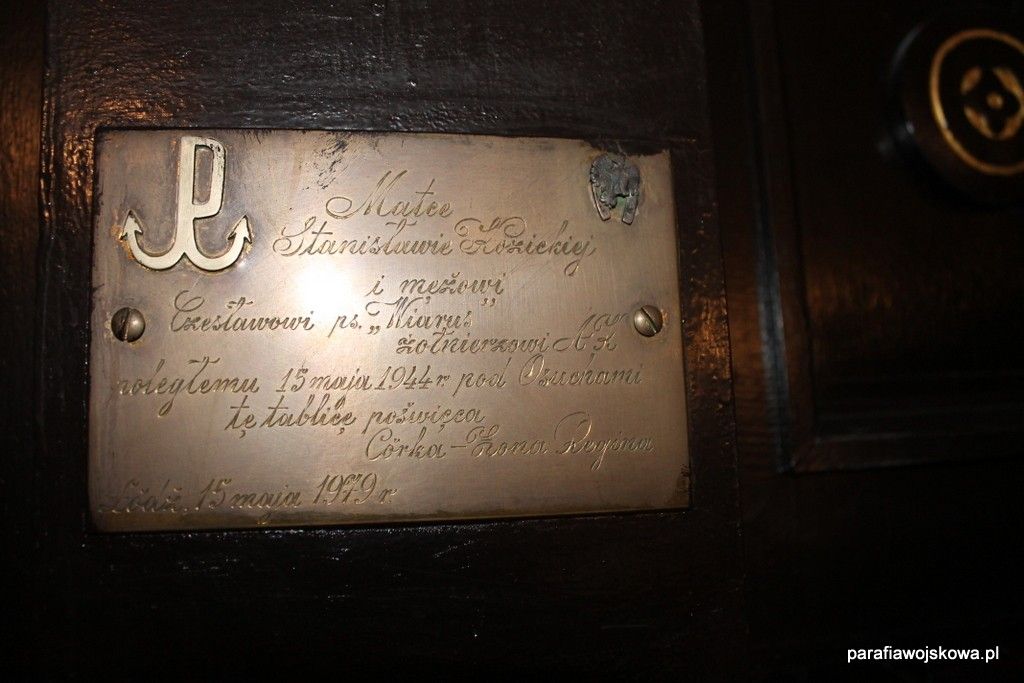 Matce
Stanisławie Kozickiej
i mężowi
Czesławowi ps. „Wiarus”
żołnierzowi AK
poległemu 15 maja 1944 r pod Osuchami
tę tablicę poświęca
Córka – Żona Regina
Łódź, 15 maja 1979 r
parafiawojskowa.pl